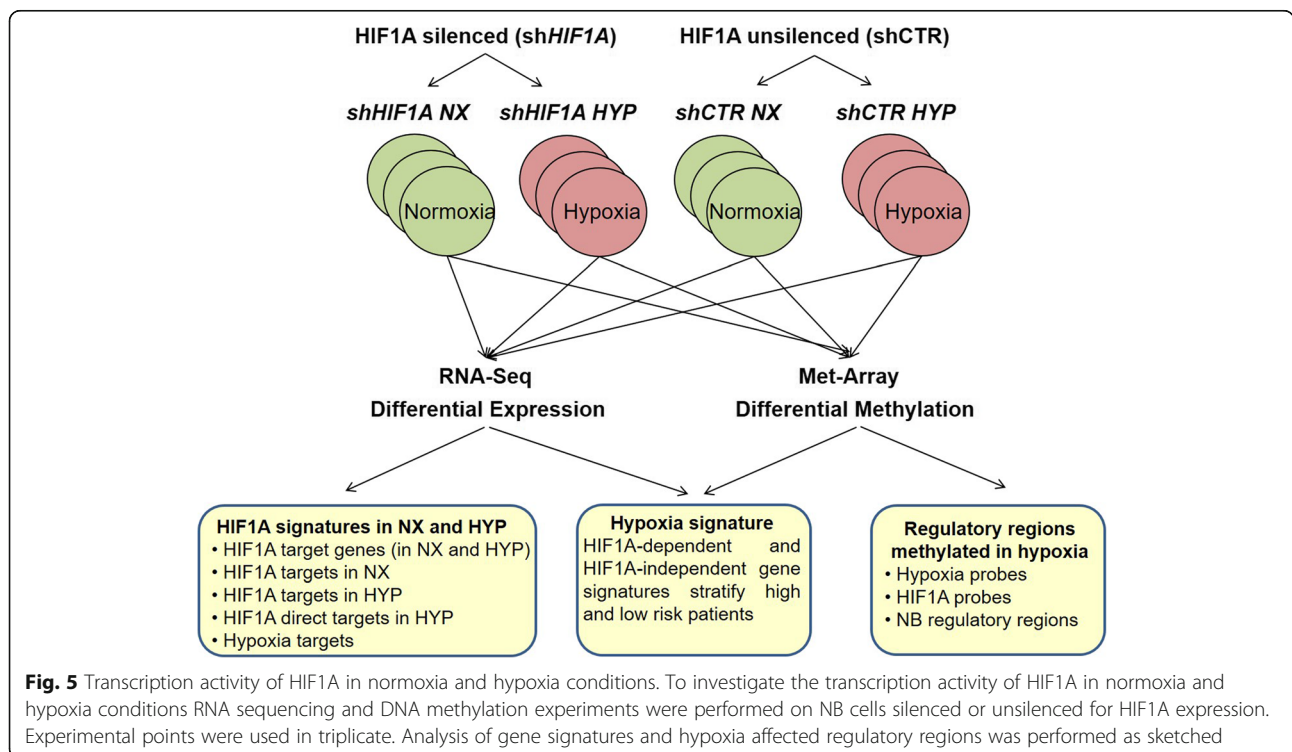 HIF1A silenced (shHIF1A) HIF1A unsilenced (shCTR)
shHIF1A NX shHIF1A HYP shCTR NX shCTR HYP
Normoxia Hypoxia Normoxia Hypoxia
RNA-Seq Met-Array
Differential Expression Differential Methylation
HIF1A signatures in NX and HYP
• HIF1A target genes (in NX and HYP)
• HIF1A targets in NX
• HIF1A targets in HYP
• HIF1A direct targets in HYP
• Hypoxia targets
Hypoxia signature
HIF1A-dependent and
HIF1A-independent gene
signatures stratify high
and low risk patients
Regulatory regions
methylated in hypoxia
• Hypoxia probes
• HIF1A probes
• NB regulatory regions
Fig. 5 Transcription activity of HIF1A in normoxia and hypoxia conditions. To investigate the transcription activity of HIF1A in normoxia and
hypoxia conditions RNA sequencing and DNA methylation experiments were performed on NB cells silenced or unsilenced for HIF1A expression.
Experimental points were used in triplicate. Analysis of gene signatures and hypoxia affected regulatory regions was performed as sketched